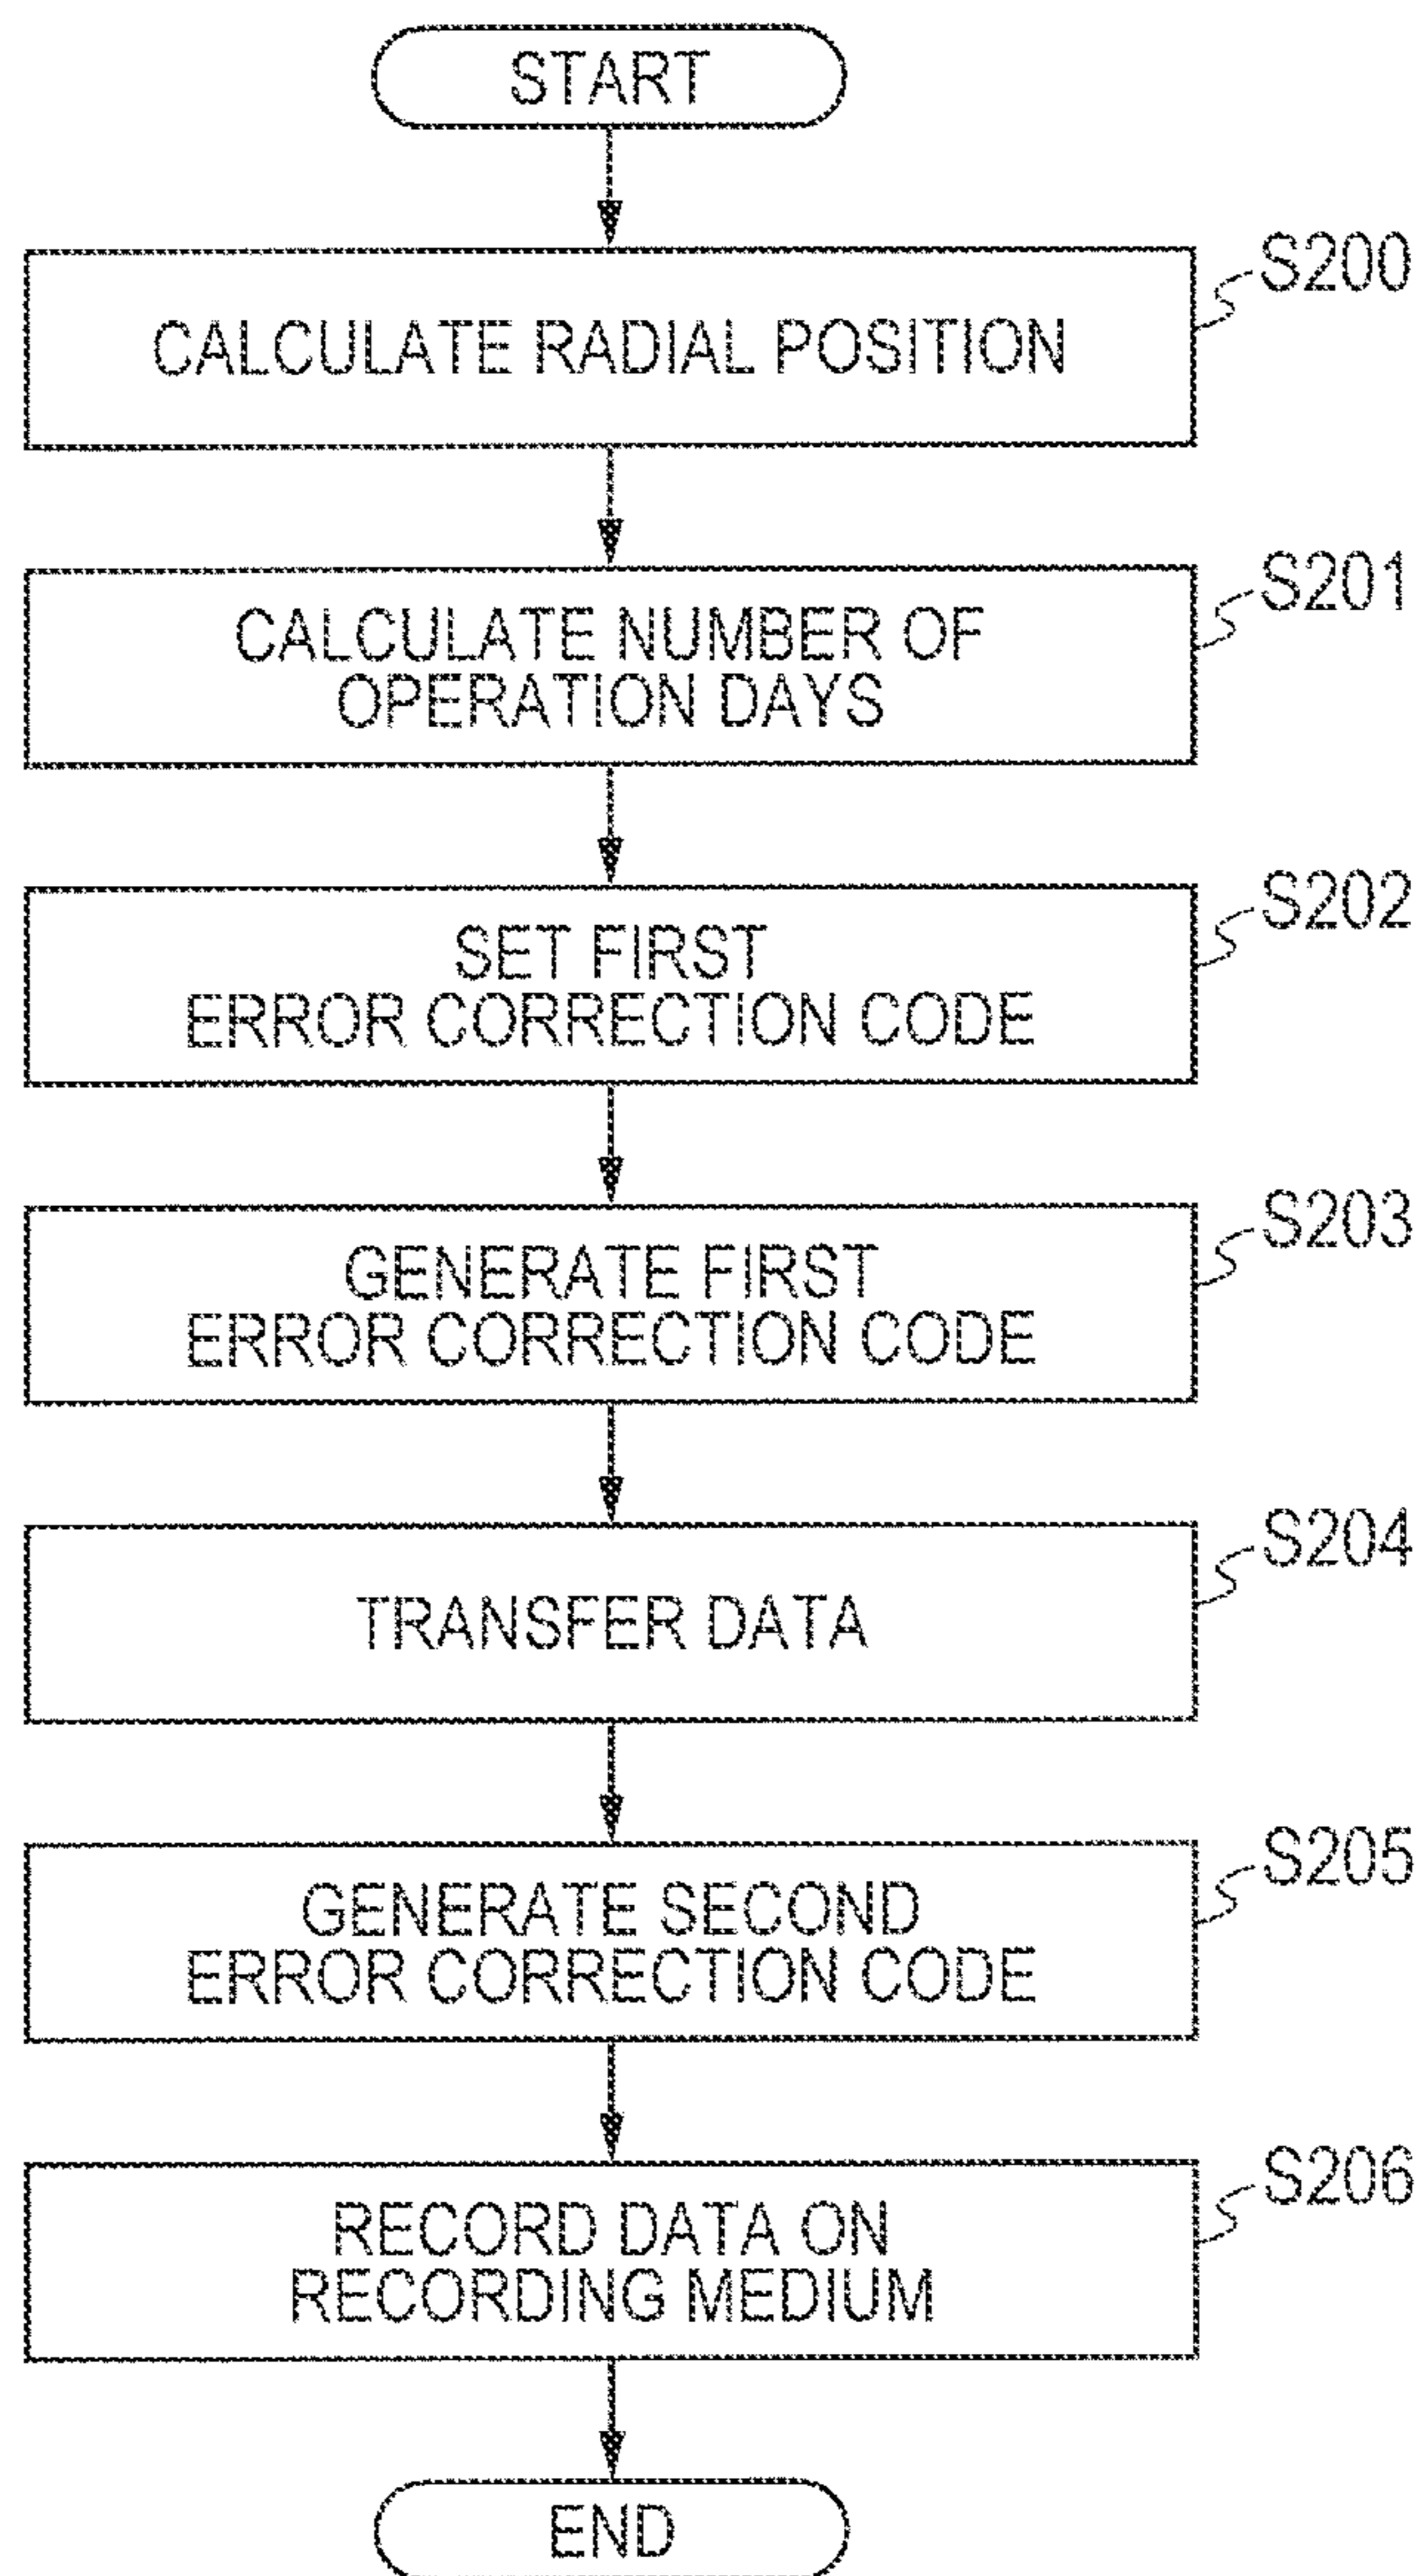 START
S200
CALCULATE RADIAL POSITION
S201
CALCULATE NUMBER OF
OPERATION DAYS
S202
SET FIRST
ERROR CORRECTION CODE
S203
GENERATE FIRST
ERROR CORRECTION CODE
S204
TRANSFER DATA
S205
GENERATE SECOND
ERROR CORRECTION CODE
S206
RECORD DATA ON
RECORDING MEDIUM
END